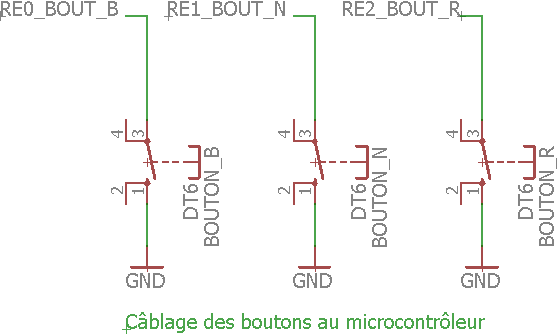 RE0_BOUT_B RE1_BOUT_N RE2_BOUT_R
4 3 4 3 4 3
2 1 2 1 2 1
DT6 DT6 DT6
BOUTON_B BOUTON_N BOUTON_R
GND GND GND
Câblage des boutons au microcontrôleur